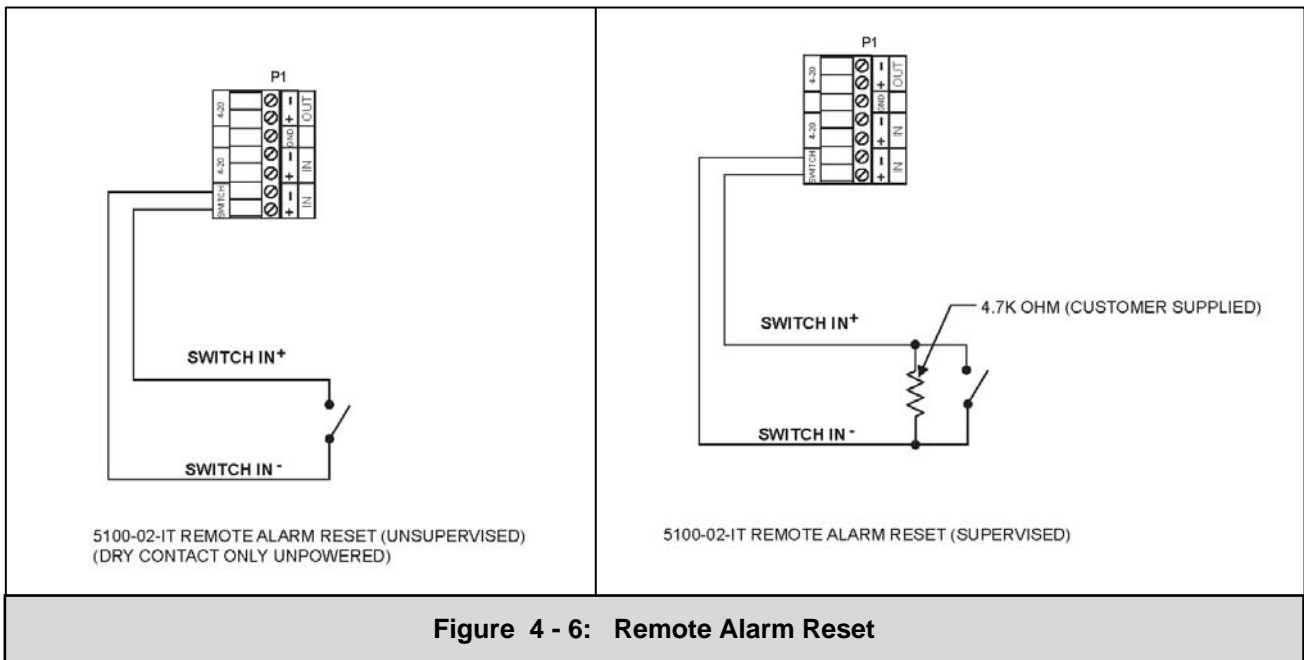 P1
4-20
4-20
SWITCH
- OUT
+
GND
- IN
+
- IN
+
SWITCH IN+
SWITCH IN -
5100-02-IT REMOTE ALARM RESET (UNSUPERVISED)
(DRY CONTACT ONLY UNPOWERED)
P1
4-20
4-20
SWITCH
- OUT
+
GND
- IN
+
- IN
+
4.7K OHM (CUSTOMER SUPPLIED)
SWITCH IN+
SWITCH IN -
5100-02-IT REMOTE ALARM RESET (SUPERVISED)
Figure 4 - 6: Remote Alarm Reset